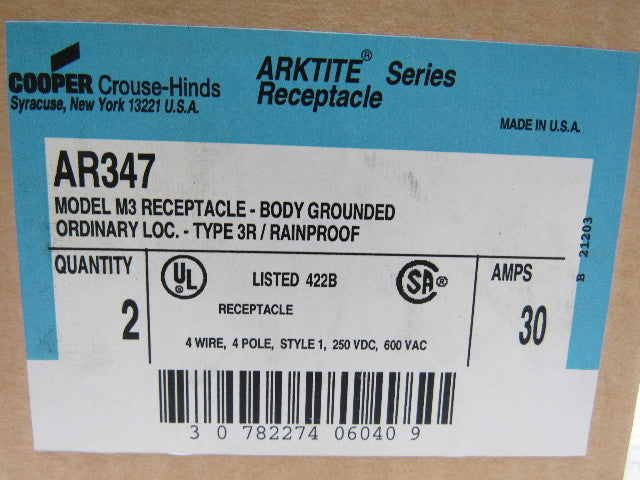 COOPER Crouse-Hinds
Syracuse, New York 13221 U.S.A.
ARKTITE® Series
Receptacle
MADE IN U.S.A.
AR347
MODEL M3 RECEPTACLE - BODY GROUNDED
ORDINARY LOC. - TYPE 3R / RAINPROOF
B 21203
QUANTITY
2
UL ®
LISTED 422B
SA ®
RECEPTACLE
4 WIRE, 4 POLE, STYLE 1, 250 VDC, 600 VAC
AMPS
30
3 0 782274 06040 9